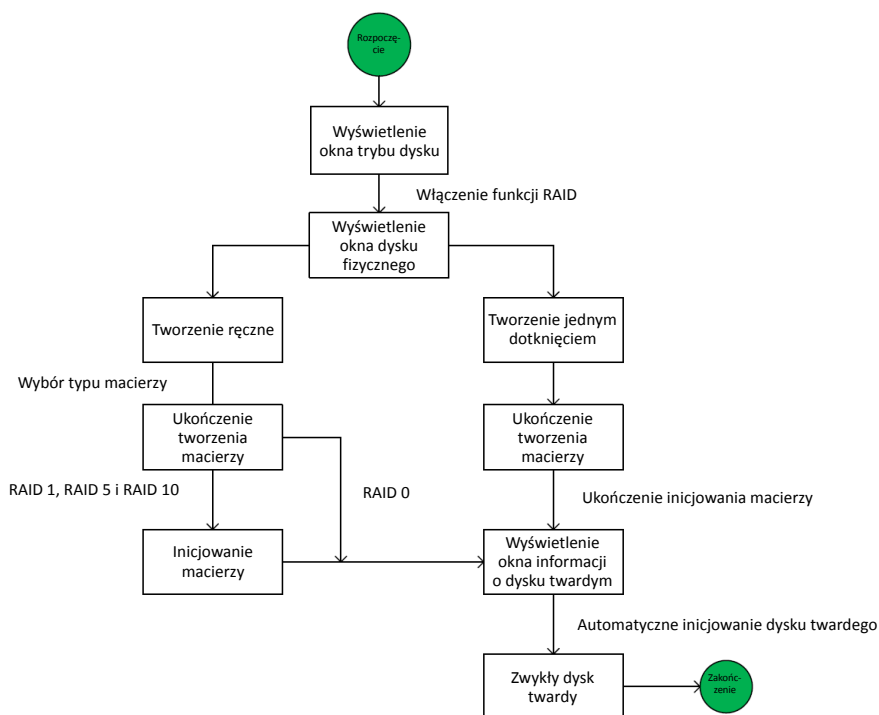 Rozpoczę-
cie
Wyświetlenie
okna trybu dysku
Włączenie funkcji RAID
Wyświetlenie
okna dysku
fizycznego
Tworzenie ręczne
Tworzenie jednym
dotknięciem
Wybór typu macierzy
Ukończenie
tworzenia
macierzy
Ukończenie
tworzenia
macierzy
RAID 1, RAID 5 i RAID 10
RAID 0
Ukończenie inicjowania macierzy
Inicjowanie
macierzy
Wyświetlenie
okna informacji
o dysku twardym
Automatyczne inicjowanie dysku twardego
Zwykły dysk
twardy
Zakoń-
czenie